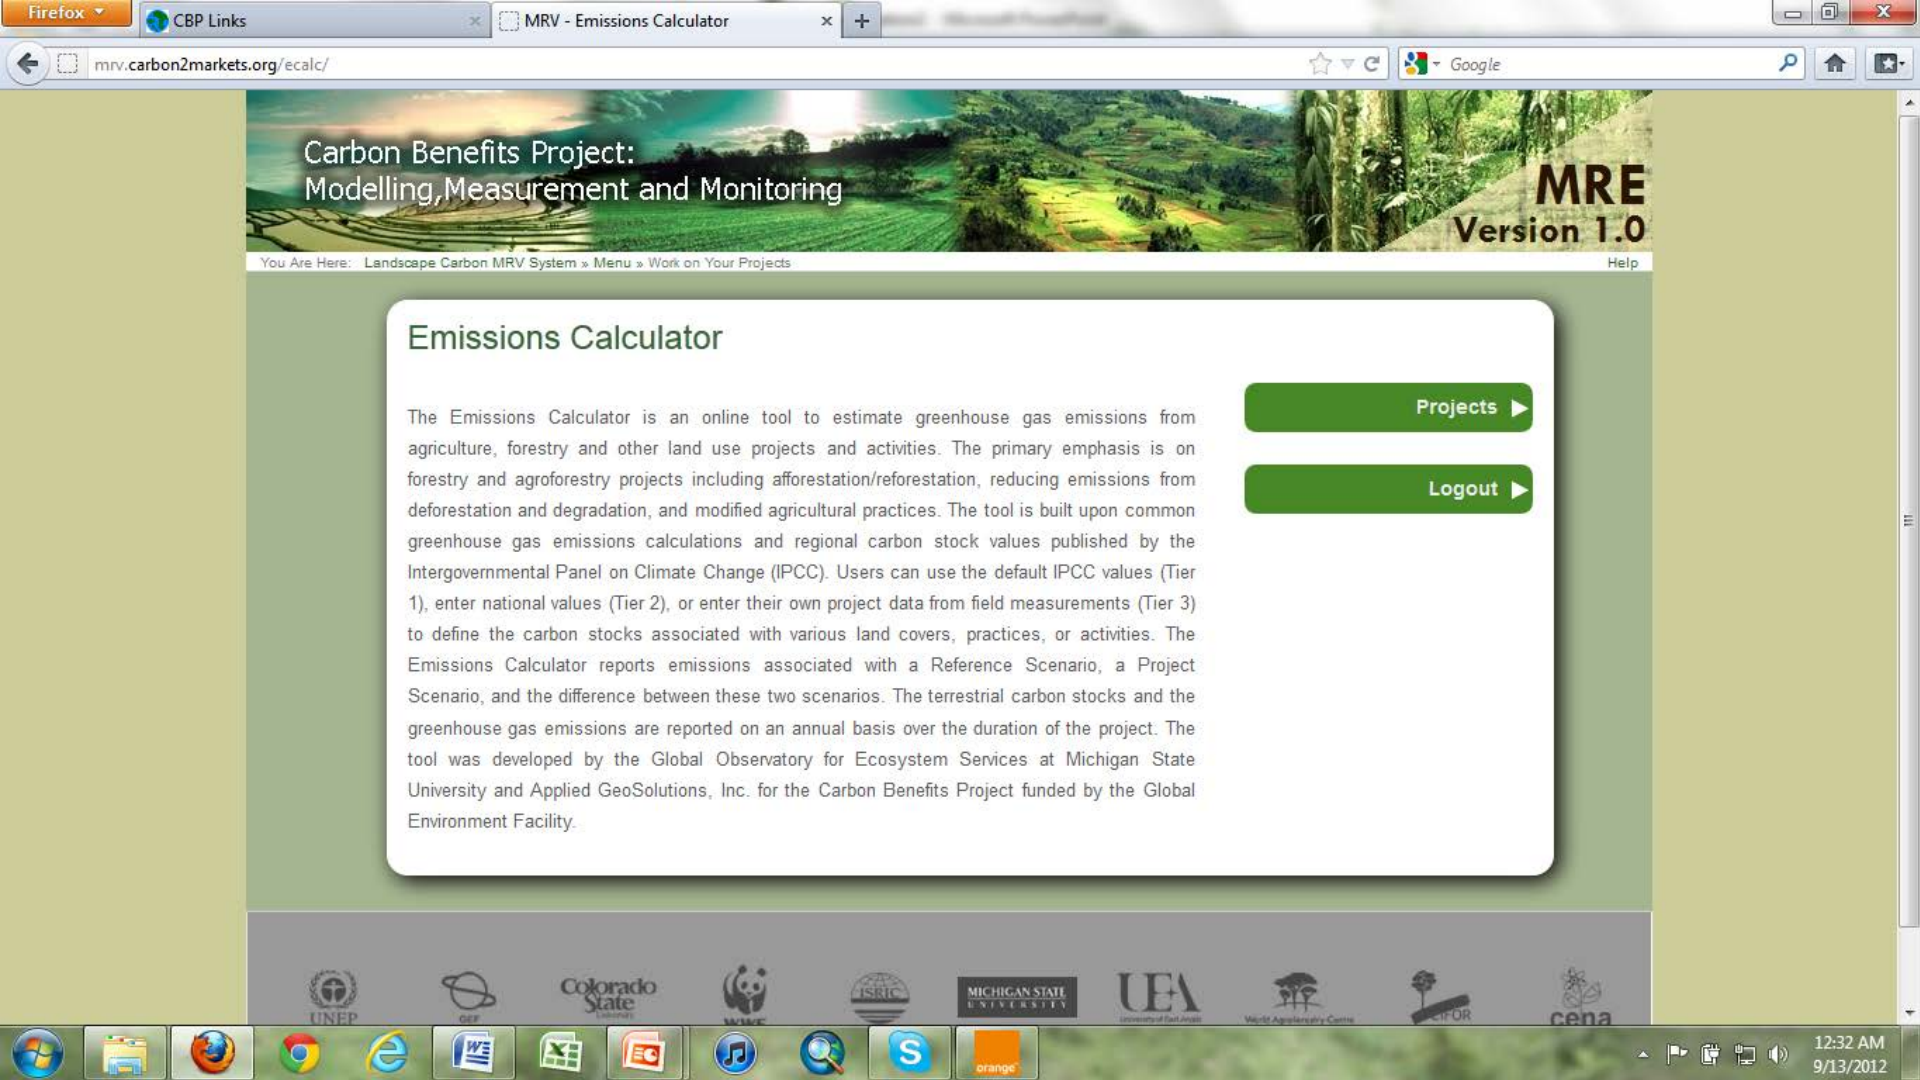 Firefox
CBP Links
MRV - Emissions Calculator
mrv.carbon2markets.org/ecalc/
Google
Carbon Benefits Project:
Modelling,Measurement and Monitoring
MRE
Version 1.0
You Are Here: Landscape Carbon MRV System » Menu » Work on Your Projects
Help
Emissions Calculator
Projects
Logout
The Emissions Calculator is an online tool to estimate greenhouse gas emissions from
agriculture, forestry and other land use projects and activities. The primary emphasis is on
forestry and agroforestry projects including afforestation/reforestation, reducing emissions from
deforestation and degradation, and modified agricultural practices. The tool is built upon common
greenhouse gas emissions calculations and regional carbon stock values published by the
Intergovernmental Panel on Climate Change (IPCC). Users can use the default IPCC values (Tier
1), enter national values (Tier 2), or enter their own project data from field measurements (Tier 3)
to define the carbon stocks associated with various land covers, practices, or activities. The
Emissions Calculator reports emissions associated with a Reference Scenario, a Project
Scenario, and the difference between these two scenarios. The terrestrial carbon stocks and the
greenhouse gas emissions are reported on an annual basis over the duration of the project. The
tool was developed by the Global Observatory for Ecosystem Services at Michigan State
University and Applied GeoSolutions, Inc. for the Carbon Benefits Project funded by the Global
Environment Facility.
UNEP
GEF
Colorado
State
University
WWF
ISRIC
MICHIGAN STATE
UNIVERSITY
UEA
University of East Anglia
World Agroforestry Centre
CIFOR
cena
orange
12:32 AM
9/13/2012